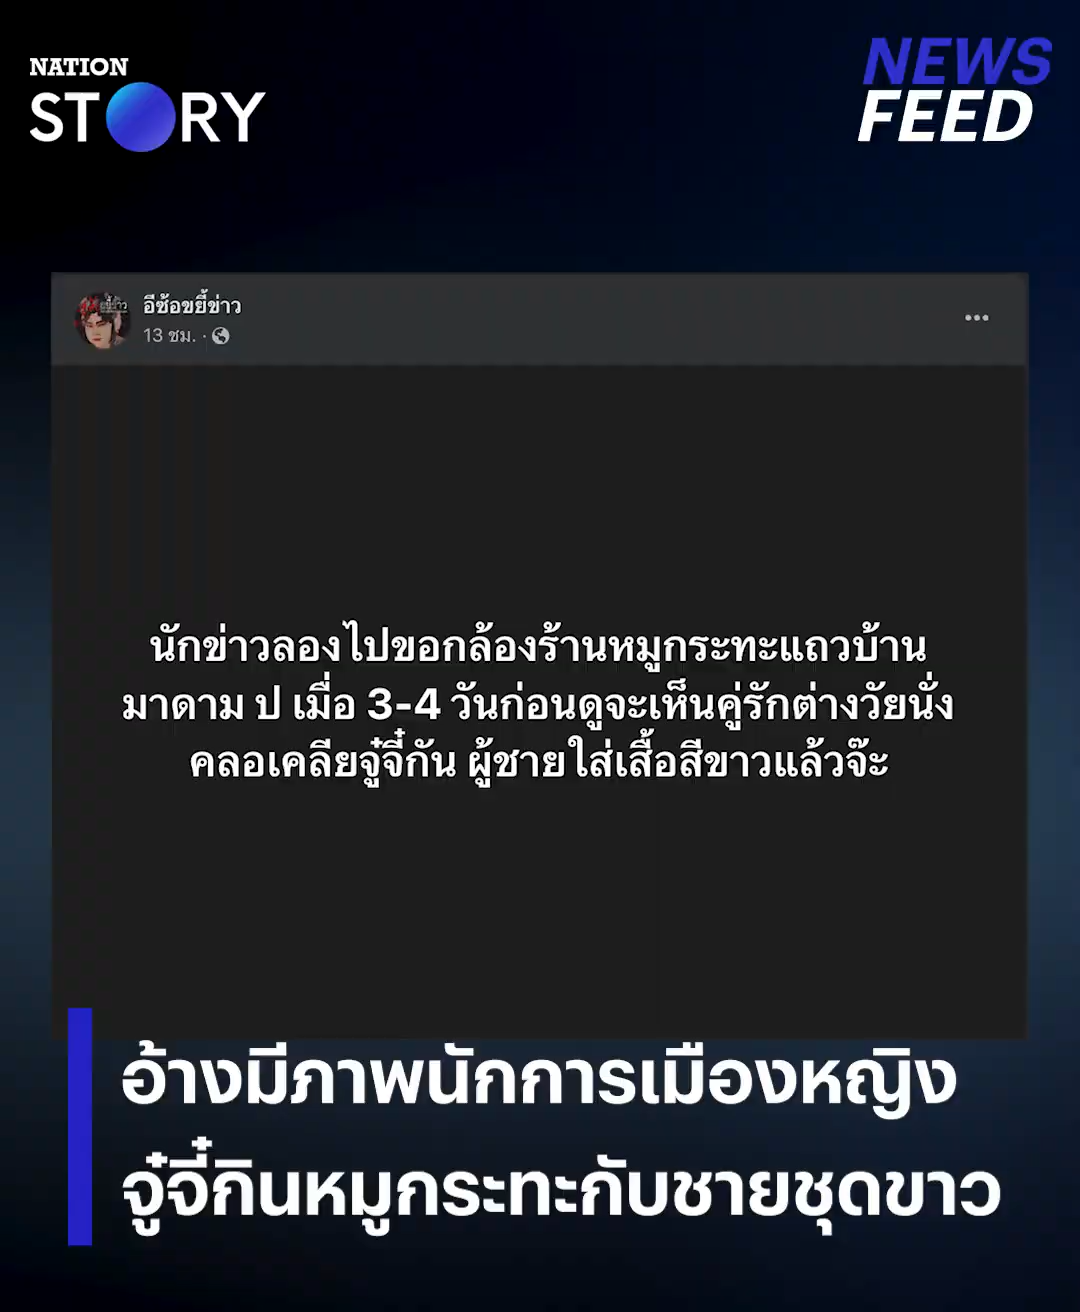 NATION
STORY
NEWS
FEED
อีซ้อขยี้ข่าว
13 ชม. ·
นักข่าวลองไปขอกล้องร้านหมูกระทะแถวบ้าน
มาดาม ป เมื่อ 3-4 วันก่อนดูจะเห็นคู่รักต่างวัยนั่ง
คลอเคลียจู๋จี๋กัน ผู้ชายใส่เสื้อสีขาวแล้วจ๊ะ
อ้างมีภาพนักการเมืองหญิง
จู๋จี๋กินหมูกระทะกับชายชุดขาว